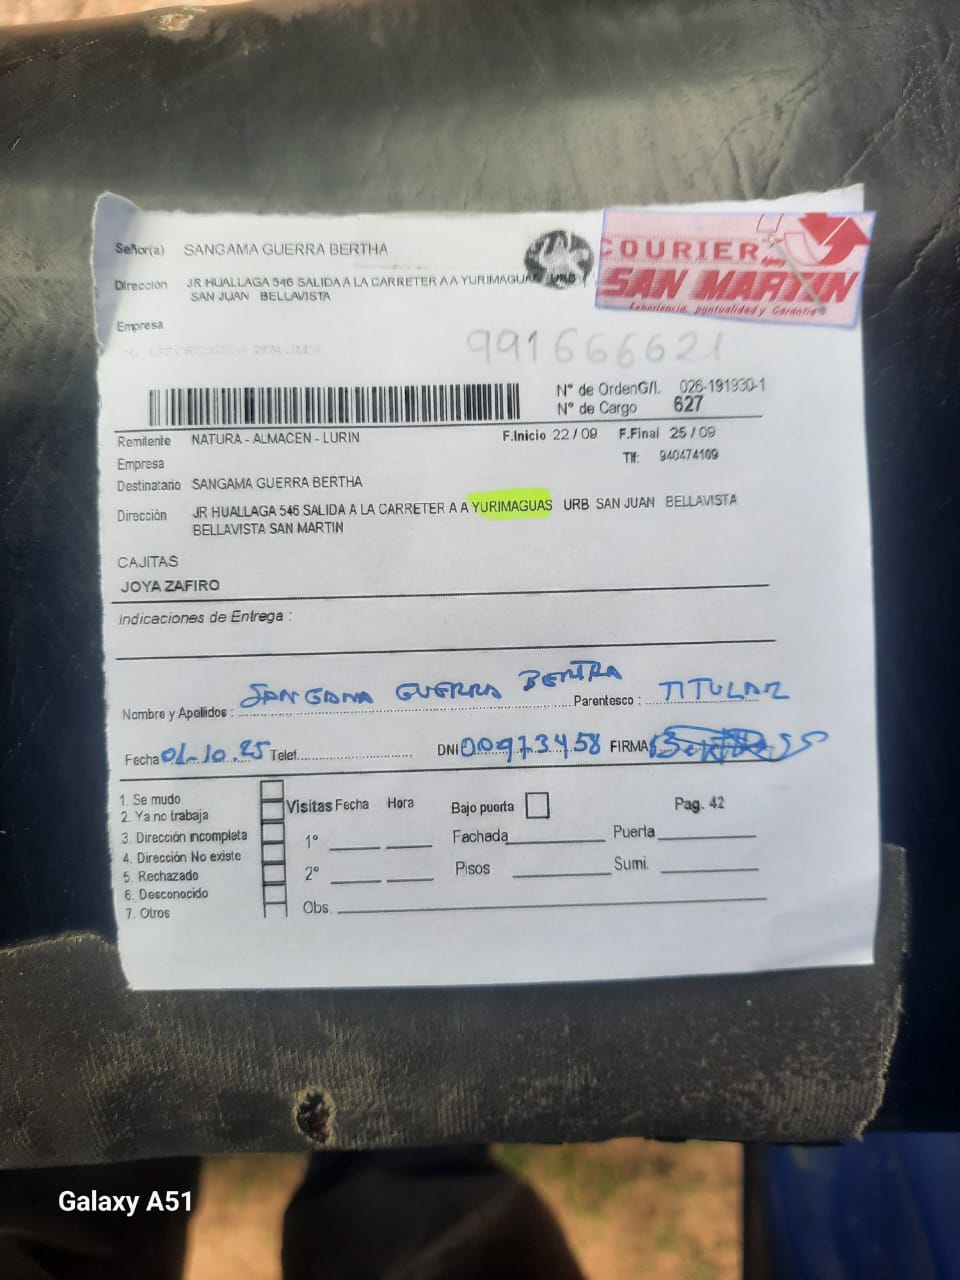 Señor(a) SANGAMA GUERRA BERTHA
Dirección JR HUALLAGA 546 SALIDA A LA CARRETER A A YURIMAGUAS URB
SAN JUAN BELLAVISTA
COURIER
SAN MARTIN
Experiencia, puntualidad y Garantia
Empresa
991666621
N° de OrdenG/l. 026-191930-1
N° de Cargo 627
Remitente NATURA - ALMACEN - LURIN F.Inicio 22 / 09 F.Final 25 / 09
Empresa Tlf: 940474109
Destinatario SANGAMA GUERRA BERTHA
Dirección JR HUALLAGA 546 SALIDA A LA CARRETER A A YURIMAGUAS URB SAN JUAN BELLAVISTA
BELLAVISTA SAN MARTIN
CAJITAS
JOYA ZAFIRO
Indicaciones de Entrega :
Nombre y Apellidos : SANGAMA GUERRA BERTHA Parentesco : TITULAR
Fecha 01-10.25 Telef. DNI 00973458 FIRMA
1. Se mudo
2. Ya no trabaja
3. Dirección incompleta
4. Dirección No existe
5. Rechazado
6. Desconocido
7. Otros
Visitas Fecha Hora Bajo puerta Pag. 42
1° Fachada Puerta
2° Pisos Sumi.
Obs.
Galaxy A51